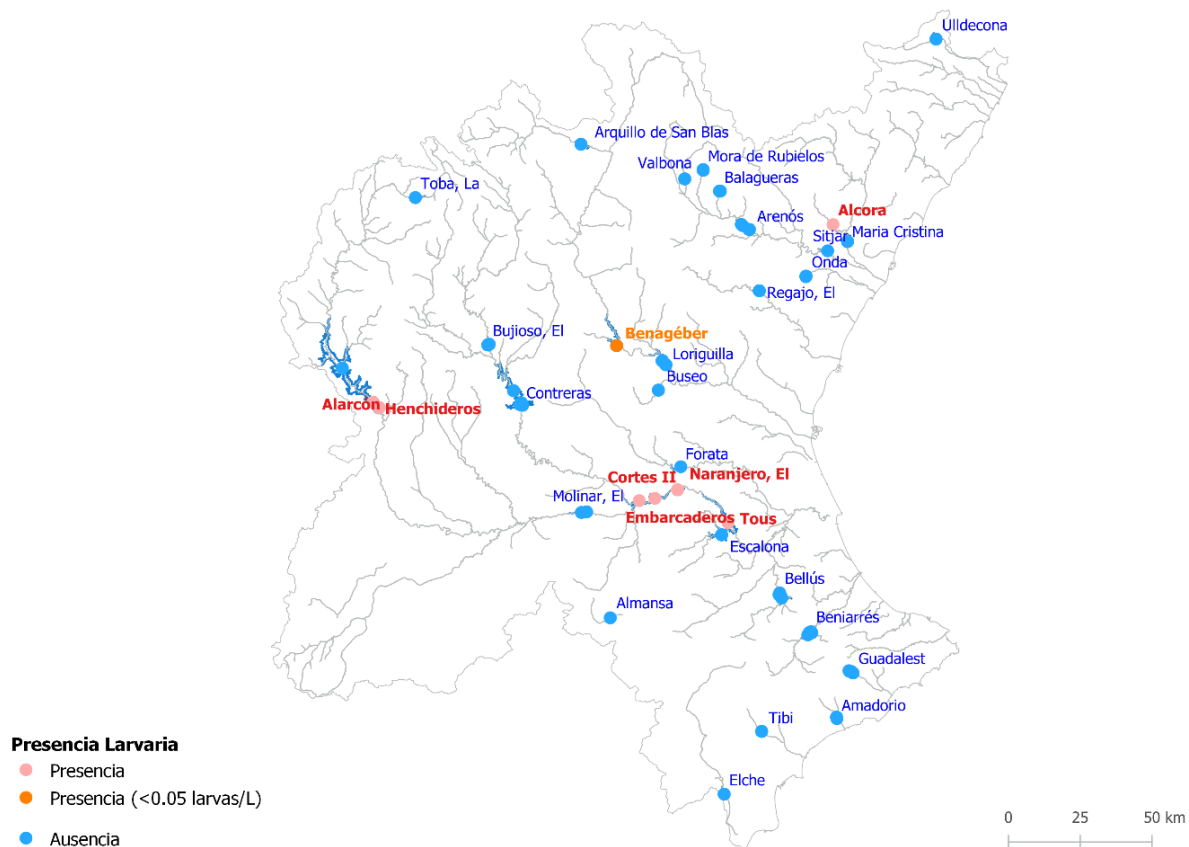 Ulldecona
Arquillo de San Blas
Mora de Rubielos
Valbona
Balagueras
Toba, La
Alcora
Arenós
Maria Cristina
Sitjar
Onda
Regajo, El
Bujioso, El
Benagéber
Loriguilla
Buseo
Contreras
Alarcón
Henchideros
Forata
Cortes II
Naranjero, El
Molinar, El
Embarcaderos
Tous
Escalona
Bellús
Almansa
Beniarrés
Guadalest
Amadorio
Tibi
Elche
Presencia Larvaria
Presencia
Presencia (<0.05 larvas/L)
Ausencia
0 25 50 km